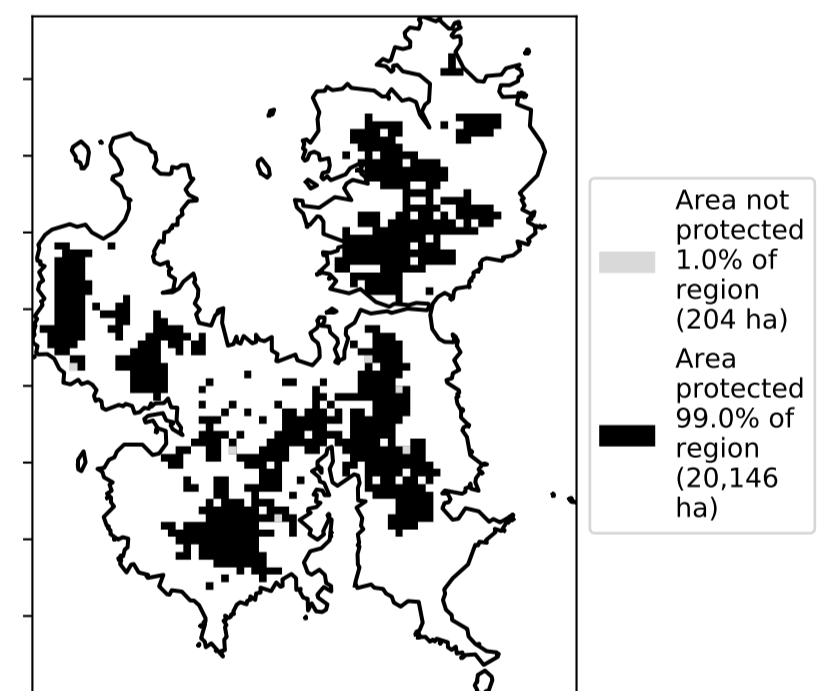 Area not
protected
1.0% of
region
(204 ha)
Area
protected
99.0% of
region
(20,146
ha)